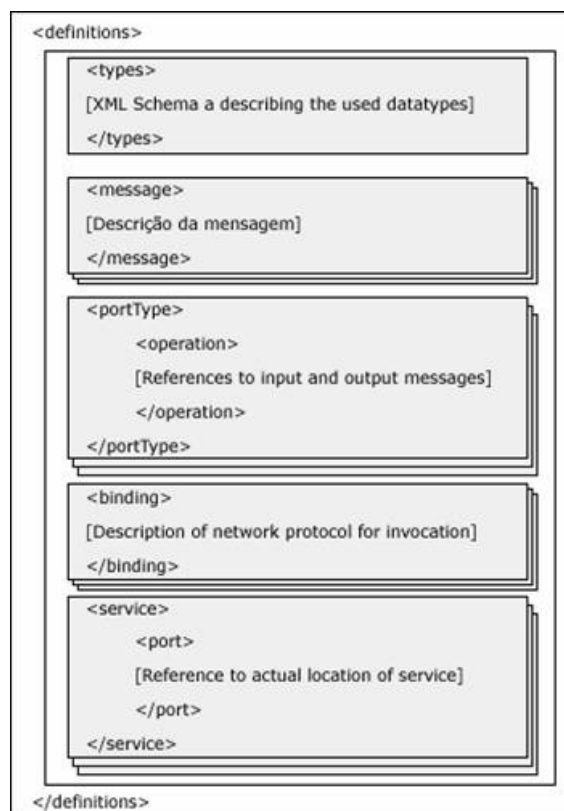 <definitions>
<types>
[XML Schema a describing the used datatypes]
</types>
<message>
[Descrição da mensagem]
</message>
<portType>
<operation>
[References to input and output messages]
</operation>
</portType>
<binding>
[Description of network protocol for invocation]
</binding>
<service>
<port>
[Reference to actual location of service]
</port>
</service>
</definitions>